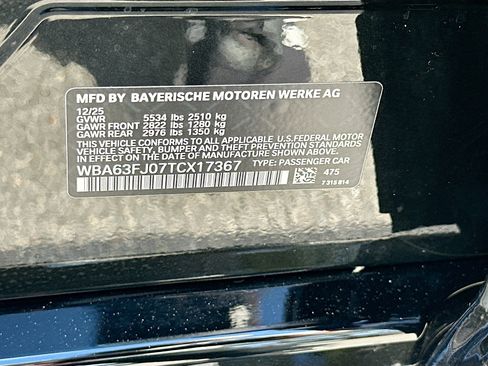 MFD BY BAYERISCHE MOTOREN WERKE AG
12/25
GVWR 5534 lbs 2510 kg
GAWR FRONT 2822 lbs 1280 kg
GAWR REAR 2976 lbs 1350 kg
THIS VEHICLE CONFORMS TO ALL APPLICABLE U.S.FEDERAL MOTOR
VEHICLE SAFETY, BUMPER AND THEFT PREVENTION STANDARDS IN
EFFECT ON THE DATE OF MANUFACTURE SHOWN ABOVE.
WBA63FJ07TCX17367 TYPE: PASSENGER CAR
475
7 315 814